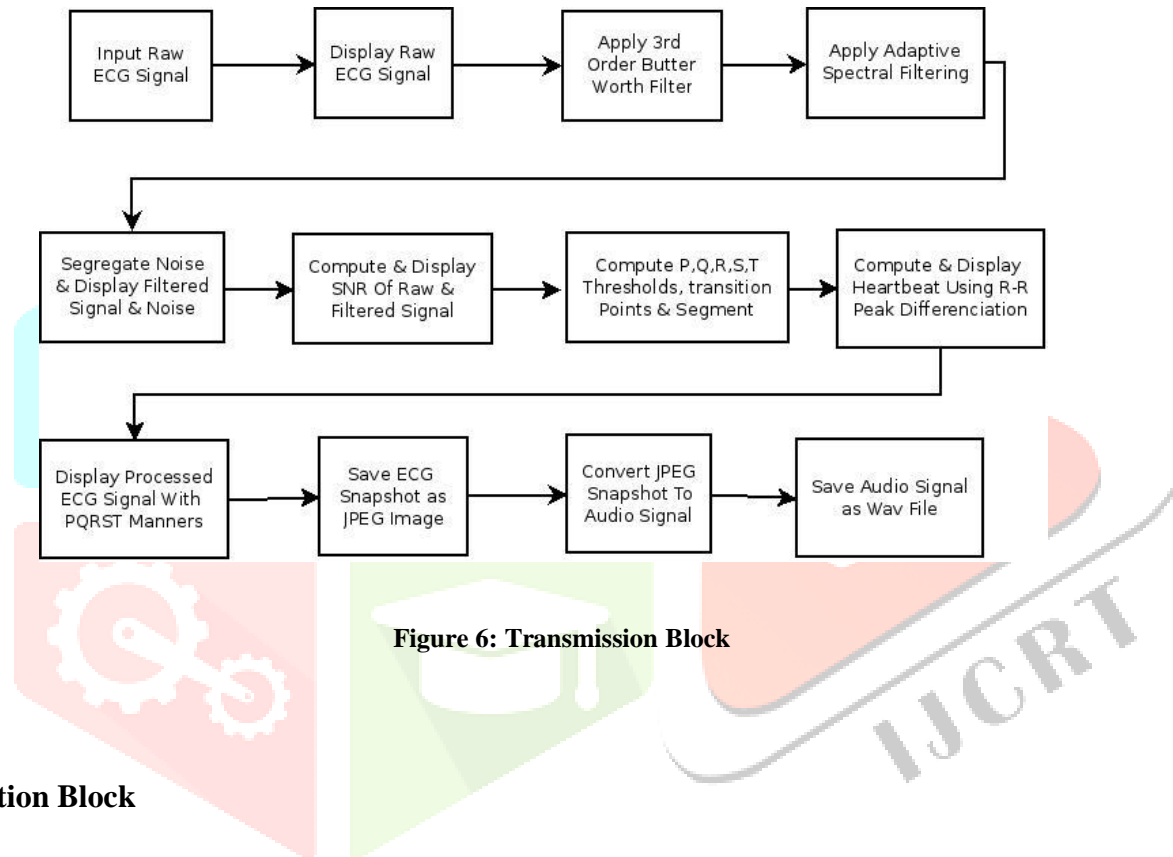 Input Raw
ECG Signal
Display Raw
ECG Signal
Apply 3rd
Order Butter
Worth Filter
Apply Adaptive
Spectral Filtering
Segregate Noise
& Display Filtered
Signal & Noise
Compute & Display
SNR Of Raw &
Filtered Signal
Compute P,Q,R,S,T
Thresholds, transition
Points & Segment
Compute & Display
Heartbeat Using R-R
Peak Differenciation
Display Processed
ECG Signal With
PQRST Manners
Save ECG
Snapshot as
JPEG Image
Convert JPEG
Snapshot To
Audio Signal
Save Audio Signal
as Wav File
Figure 6: Transmission Block
IJCRT
tion Block